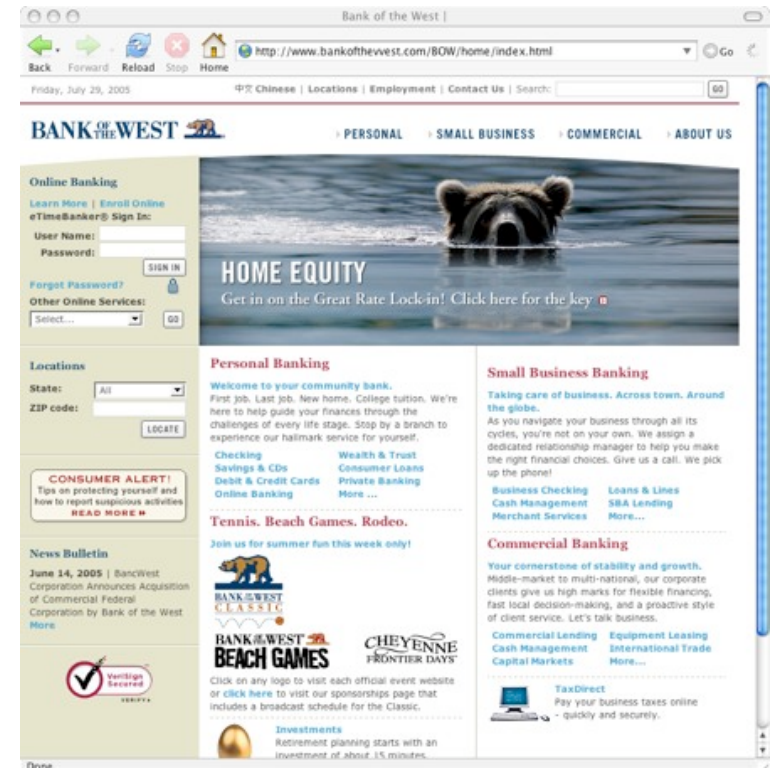 Bank of the West |
Back Forward Reload Stop Home
http://www.bankofthevvest.com/BOW/home/index.html
Go
Friday, July 29, 2005
中文 Chinese | Locations | Employment | Contact Us | Search:
GO
BANK OF THE WEST
PERSONAL
SMALL BUSINESS
COMMERCIAL
ABOUT US
Online Banking
Learn More | Enroll Online
eTimeBanker® Sign In:
User Name:
Password:
SIGN IN
Forgot Password?
Other Online Services:
Select...
GO
HOME EQUITY
Get in on the Great Rate Lock-in! Click here for the key
Locations
State: All
ZIP code:
LOCATE
CONSUMER ALERT!
Tips on protecting yourself and
how to report suspicious activities
READ MORE
News Bulletin
June 14, 2005 | BancWest
Corporation Announces Acquisition
of Commercial Federal
Corporation by Bank of the West
More
VeriSign
Secured
VERIFY
Personal Banking
Welcome to your community bank.
First job. Last job. New home. College tuition. We're
here to help guide your finances through the
challenges of every life stage. Stop by a branch to
experience our hallmark service for yourself.
Checking
Savings & CDs
Debit & Credit Cards
Online Banking
Wealth & Trust
Consumer Loans
Private Banking
More ...
Tennis. Beach Games. Rodeo.
Join us for summer fun this week only!
BANK OF THE WEST
CLASSIC
BANK OF THE WEST
BEACH GAMES
CHEYENNE
FRONTIER DAYS
Click on any logo to visit each official event website
or click here to visit our sponsorships page that
includes a broadcast schedule for the Classic.
Investments
Retirement planning starts with an
investment of about 15 minutes.
Small Business Banking
Taking care of business. Across town. Around
the globe.
As you navigate your business through all its
cycles, you're not on your own. We assign a
dedicated relationship manager to help you make
the right financial choices. Give us a call. We pick
up the phone!
Business Checking
Cash Management
Merchant Services
Loans & Lines
SBA Lending
More...
Commercial Banking
Your cornerstone of stability and growth.
Middle-market to multi-national, our corporate
clients give us high marks for flexible financing,
fast local decision-making, and a proactive style
of client service. Let's talk business.
Commercial Lending
Cash Management
Capital Markets
Equipment Leasing
International Trade
More...
TaxDirect
Pay your business taxes online
- quickly and securely.
Done